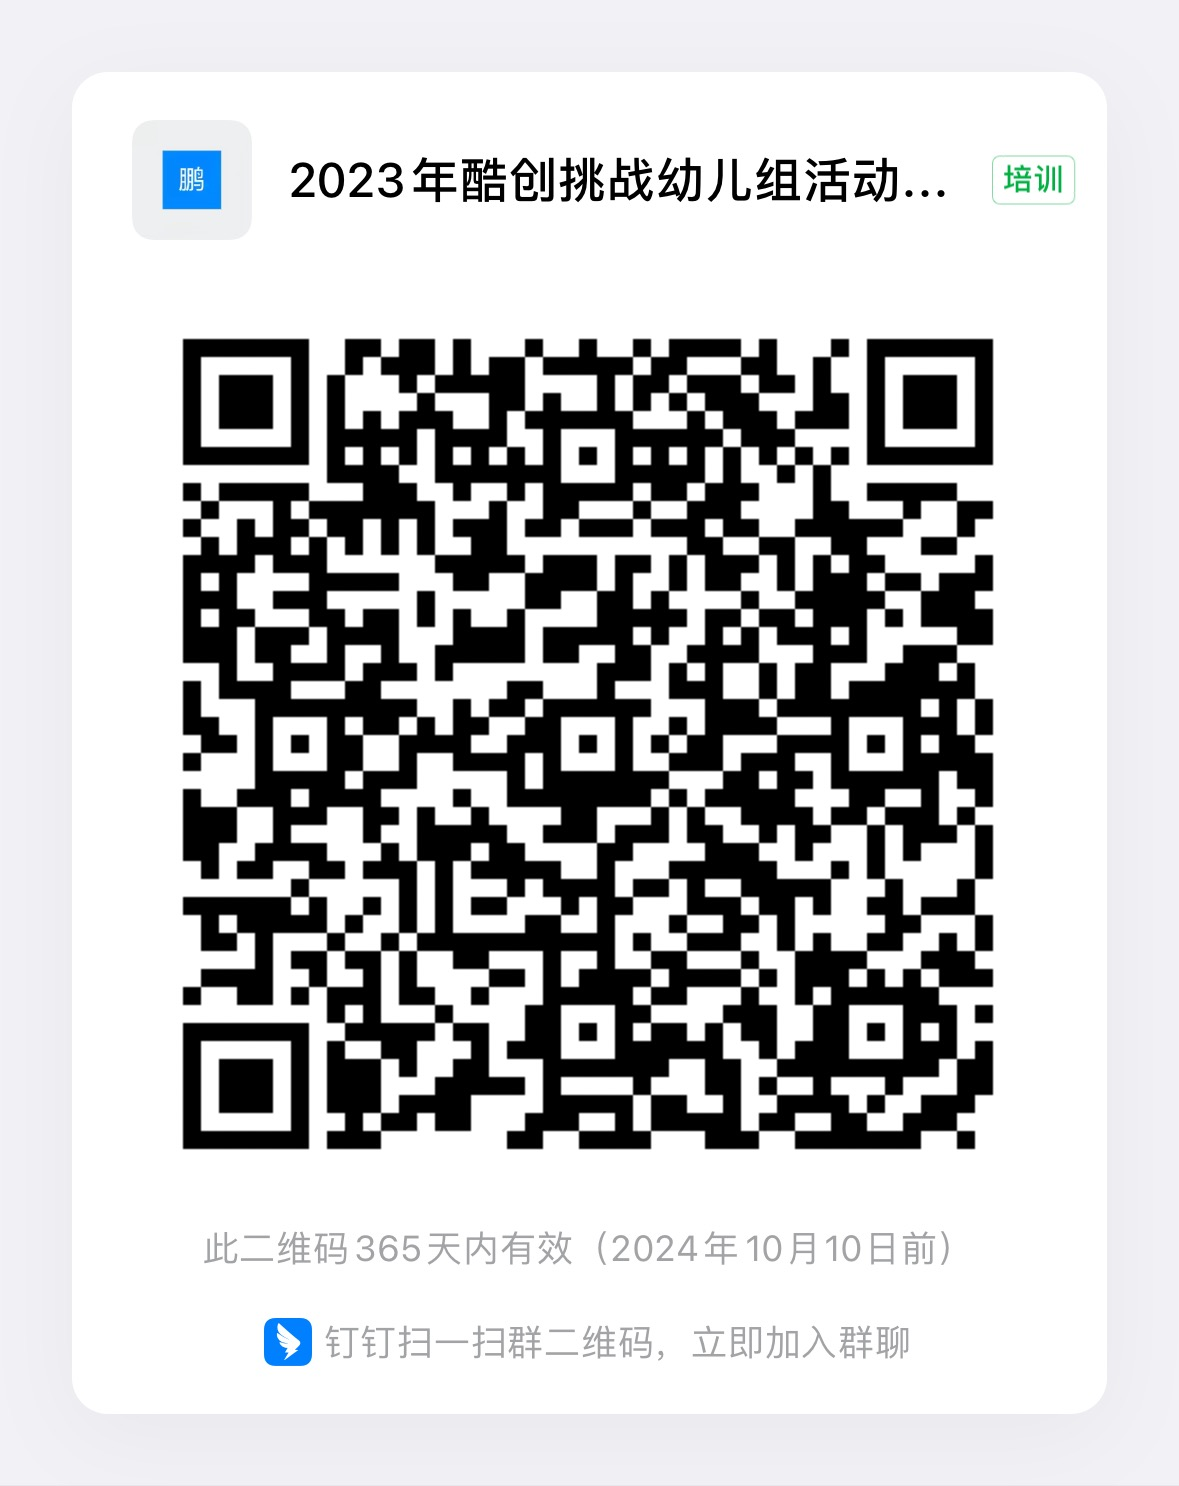 鹏
2023年酷创挑战幼儿组活动...
培训
此二维码365天内有效（2024年10月10日前）
钉钉扫一扫群二维码，立即加入群聊